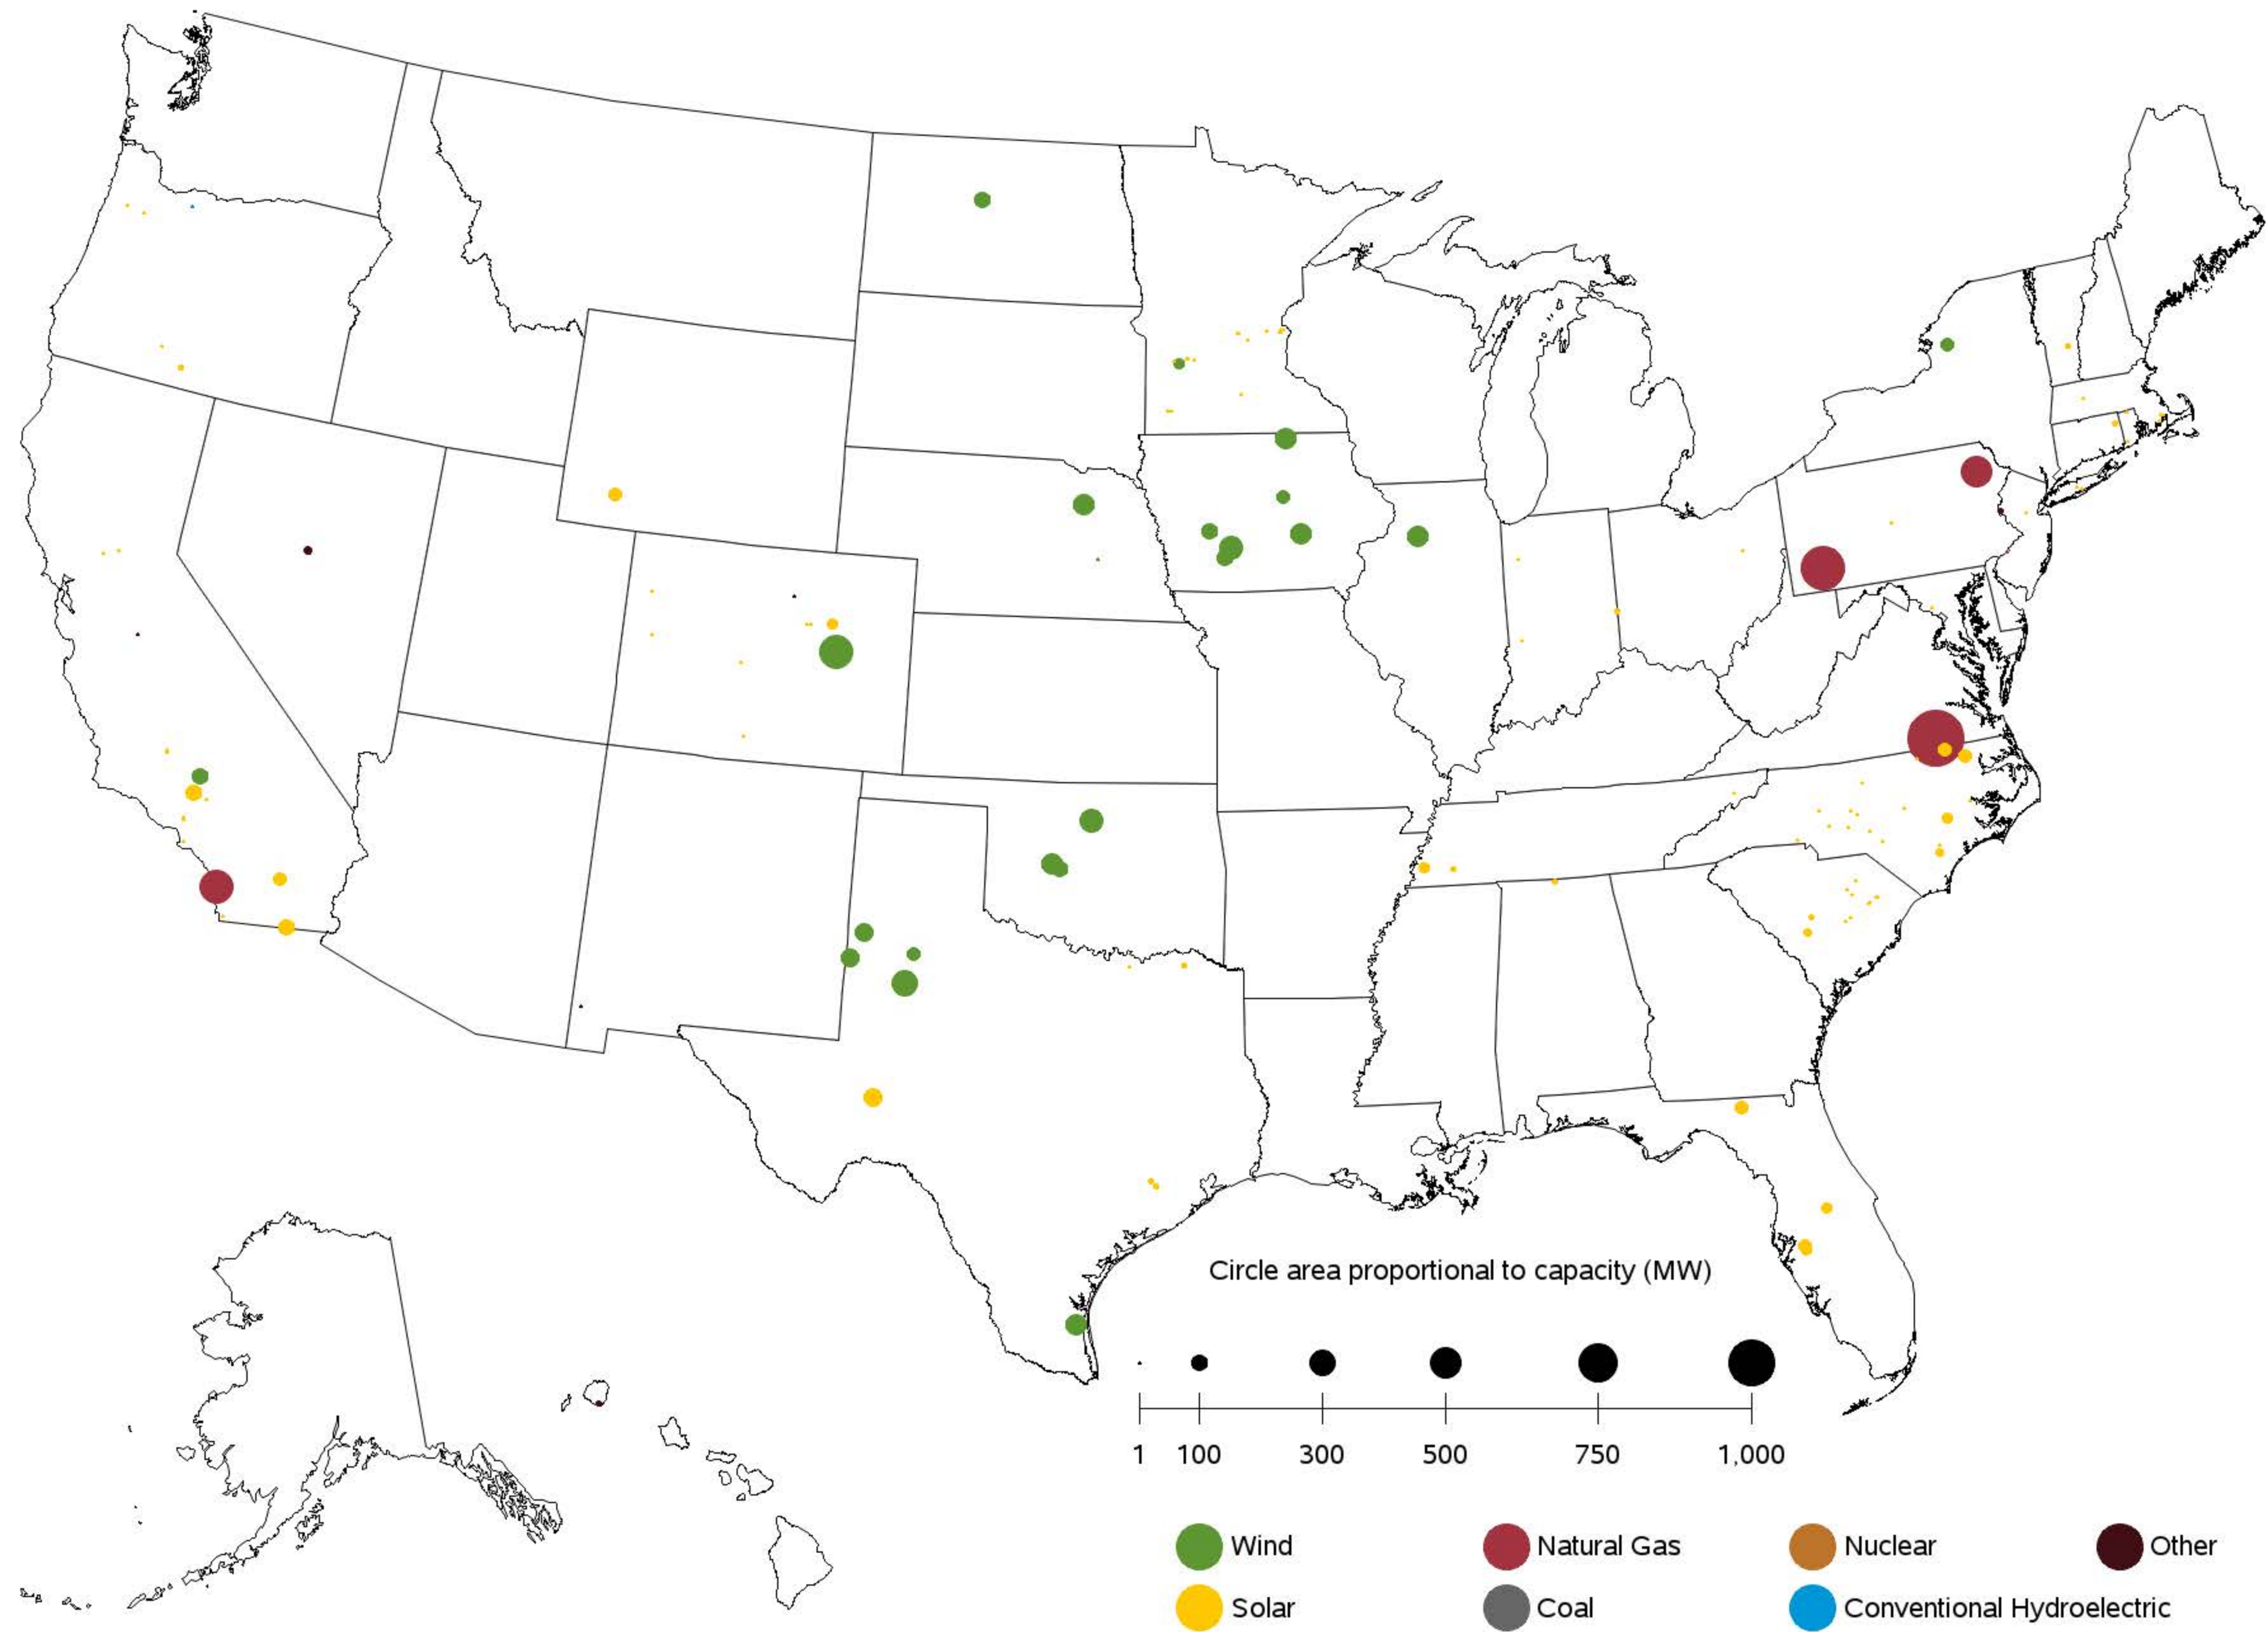 Circle area proportional to capacity (MW)
1 100 300 500 750 1,000
Wind Natural Gas Nuclear Other
Solar Coal Conventional Hydroelectric